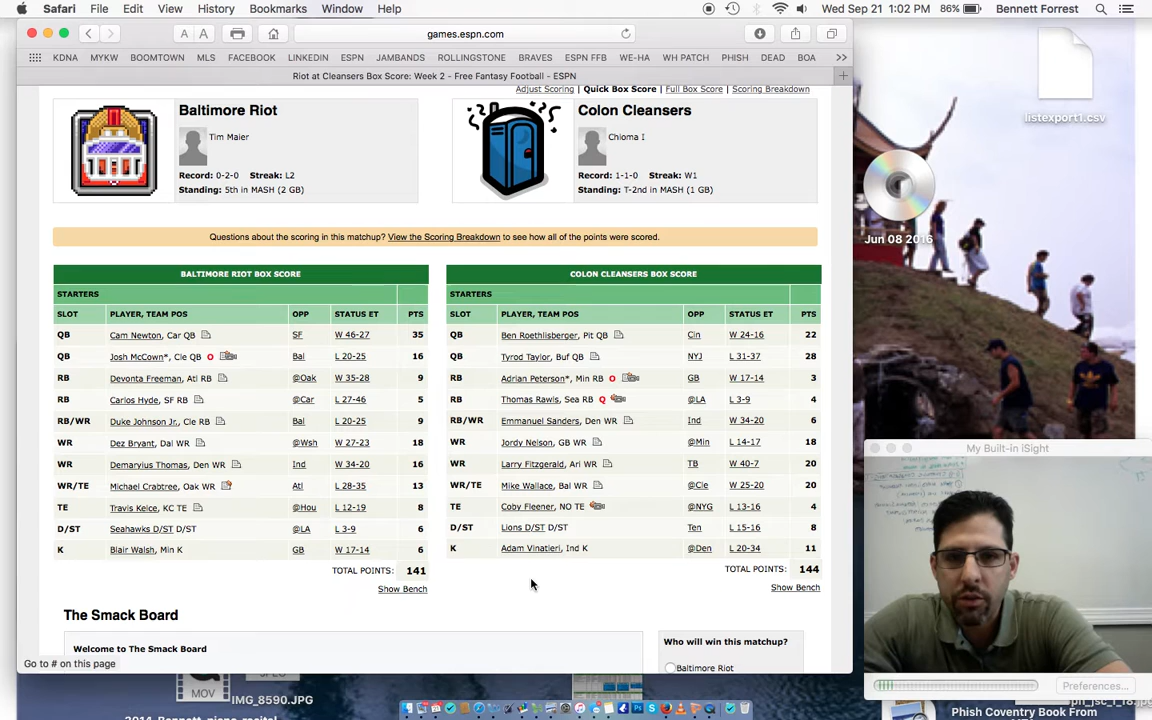 Safari File Edit View History Bookmarks Window Help Wed Sep 21 1:02 PM 86% Bennett Forrest
A A games.espn.com
KDNA MYKW BOOMTOWN MLS FACEBOOK LINKEDIN ESPN JAMBANDS ROLLINGSTONE BRAVES ESPN FFB WE-HA WH PATCH PHISH DEAD BOA >>
Riot at Cleansers Box Score: Week 2 - Free Fantasy Football - ESPN +
Adjust Scoring | Quick Box Score | Full Box Score | Scoring Breakdown
Baltimore Riot
Tim Maier
Record: 0-2-0 Streak: L2
Standing: 5th in MASH (2 GB)
Colon Cleansers
Chioma I
Record: 1-1-0 Streak: W1
Standing: T-2nd in MASH (1 GB)
Questions about the scoring in this matchup? View the Scoring Breakdown to see how all of the points were scored.
BALTIMORE RIOT BOX SCORE
STARTERS
SLOT PLAYER, TEAM POS OPP STATUS ET PTS
QB Cam Newton, Car QB SF W 46-27 35
QB Josh McCown*, Cle QB O Bal L 20-25 16
RB Devonta Freeman, Atl RB @Oak W 35-28 9
RB Carlos Hyde, SF RB @Car L 27-46 5
RB/WR Duke Johnson Jr., Cle RB Bal L 20-25 9
WR Dez Bryant, Dal WR @Wsh W 27-23 18
WR Demaryius Thomas, Den WR Ind W 34-20 16
WR/TE Michael Crabtree, Oak WR Atl L 28-35 13
TE Travis Kelce, KC TE @Hou L 12-19 8
D/ST Seahawks D/ST D/ST @LA L 3-9 6
K Blair Walsh, Min K GB W 17-14 6
TOTAL POINTS: 141
Show Bench
COLON CLEANSERS BOX SCORE
STARTERS
SLOT PLAYER, TEAM POS OPP STATUS ET PTS
QB Ben Roethlisberger, Pit QB Cin W 24-16 22
QB Tyrod Taylor, Buf QB NYJ L 31-37 28
RB Adrian Peterson*, Min RB O GB W 17-14 3
RB Thomas Rawls, Sea RB Q @LA L 3-9 4
RB/WR Emmanuel Sanders, Den WR Ind W 34-20 6
WR Jordy Nelson, GB WR @Min L 14-17 18
WR Larry Fitzgerald, Ari WR TB W 40-7 20
WR/TE Mike Wallace, Bal WR @Cle W 25-20 20
TE Coby Fleener, NO TE @NYG L 13-16 4
D/ST Lions D/ST D/ST Ten L 15-16 8
K Adam Vinatieri, Ind K @Den L 20-34 11
TOTAL POINTS: 144
Show Bench
The Smack Board
Welcome to The Smack Board
Who will win this matchup?
Baltimore Riot
Go to # on this page
listexport1.csv
Jun 08 2016
My Built-in iSight
Preferences...
MOV
IMG_8590.JPG
Phish Coventry Book From